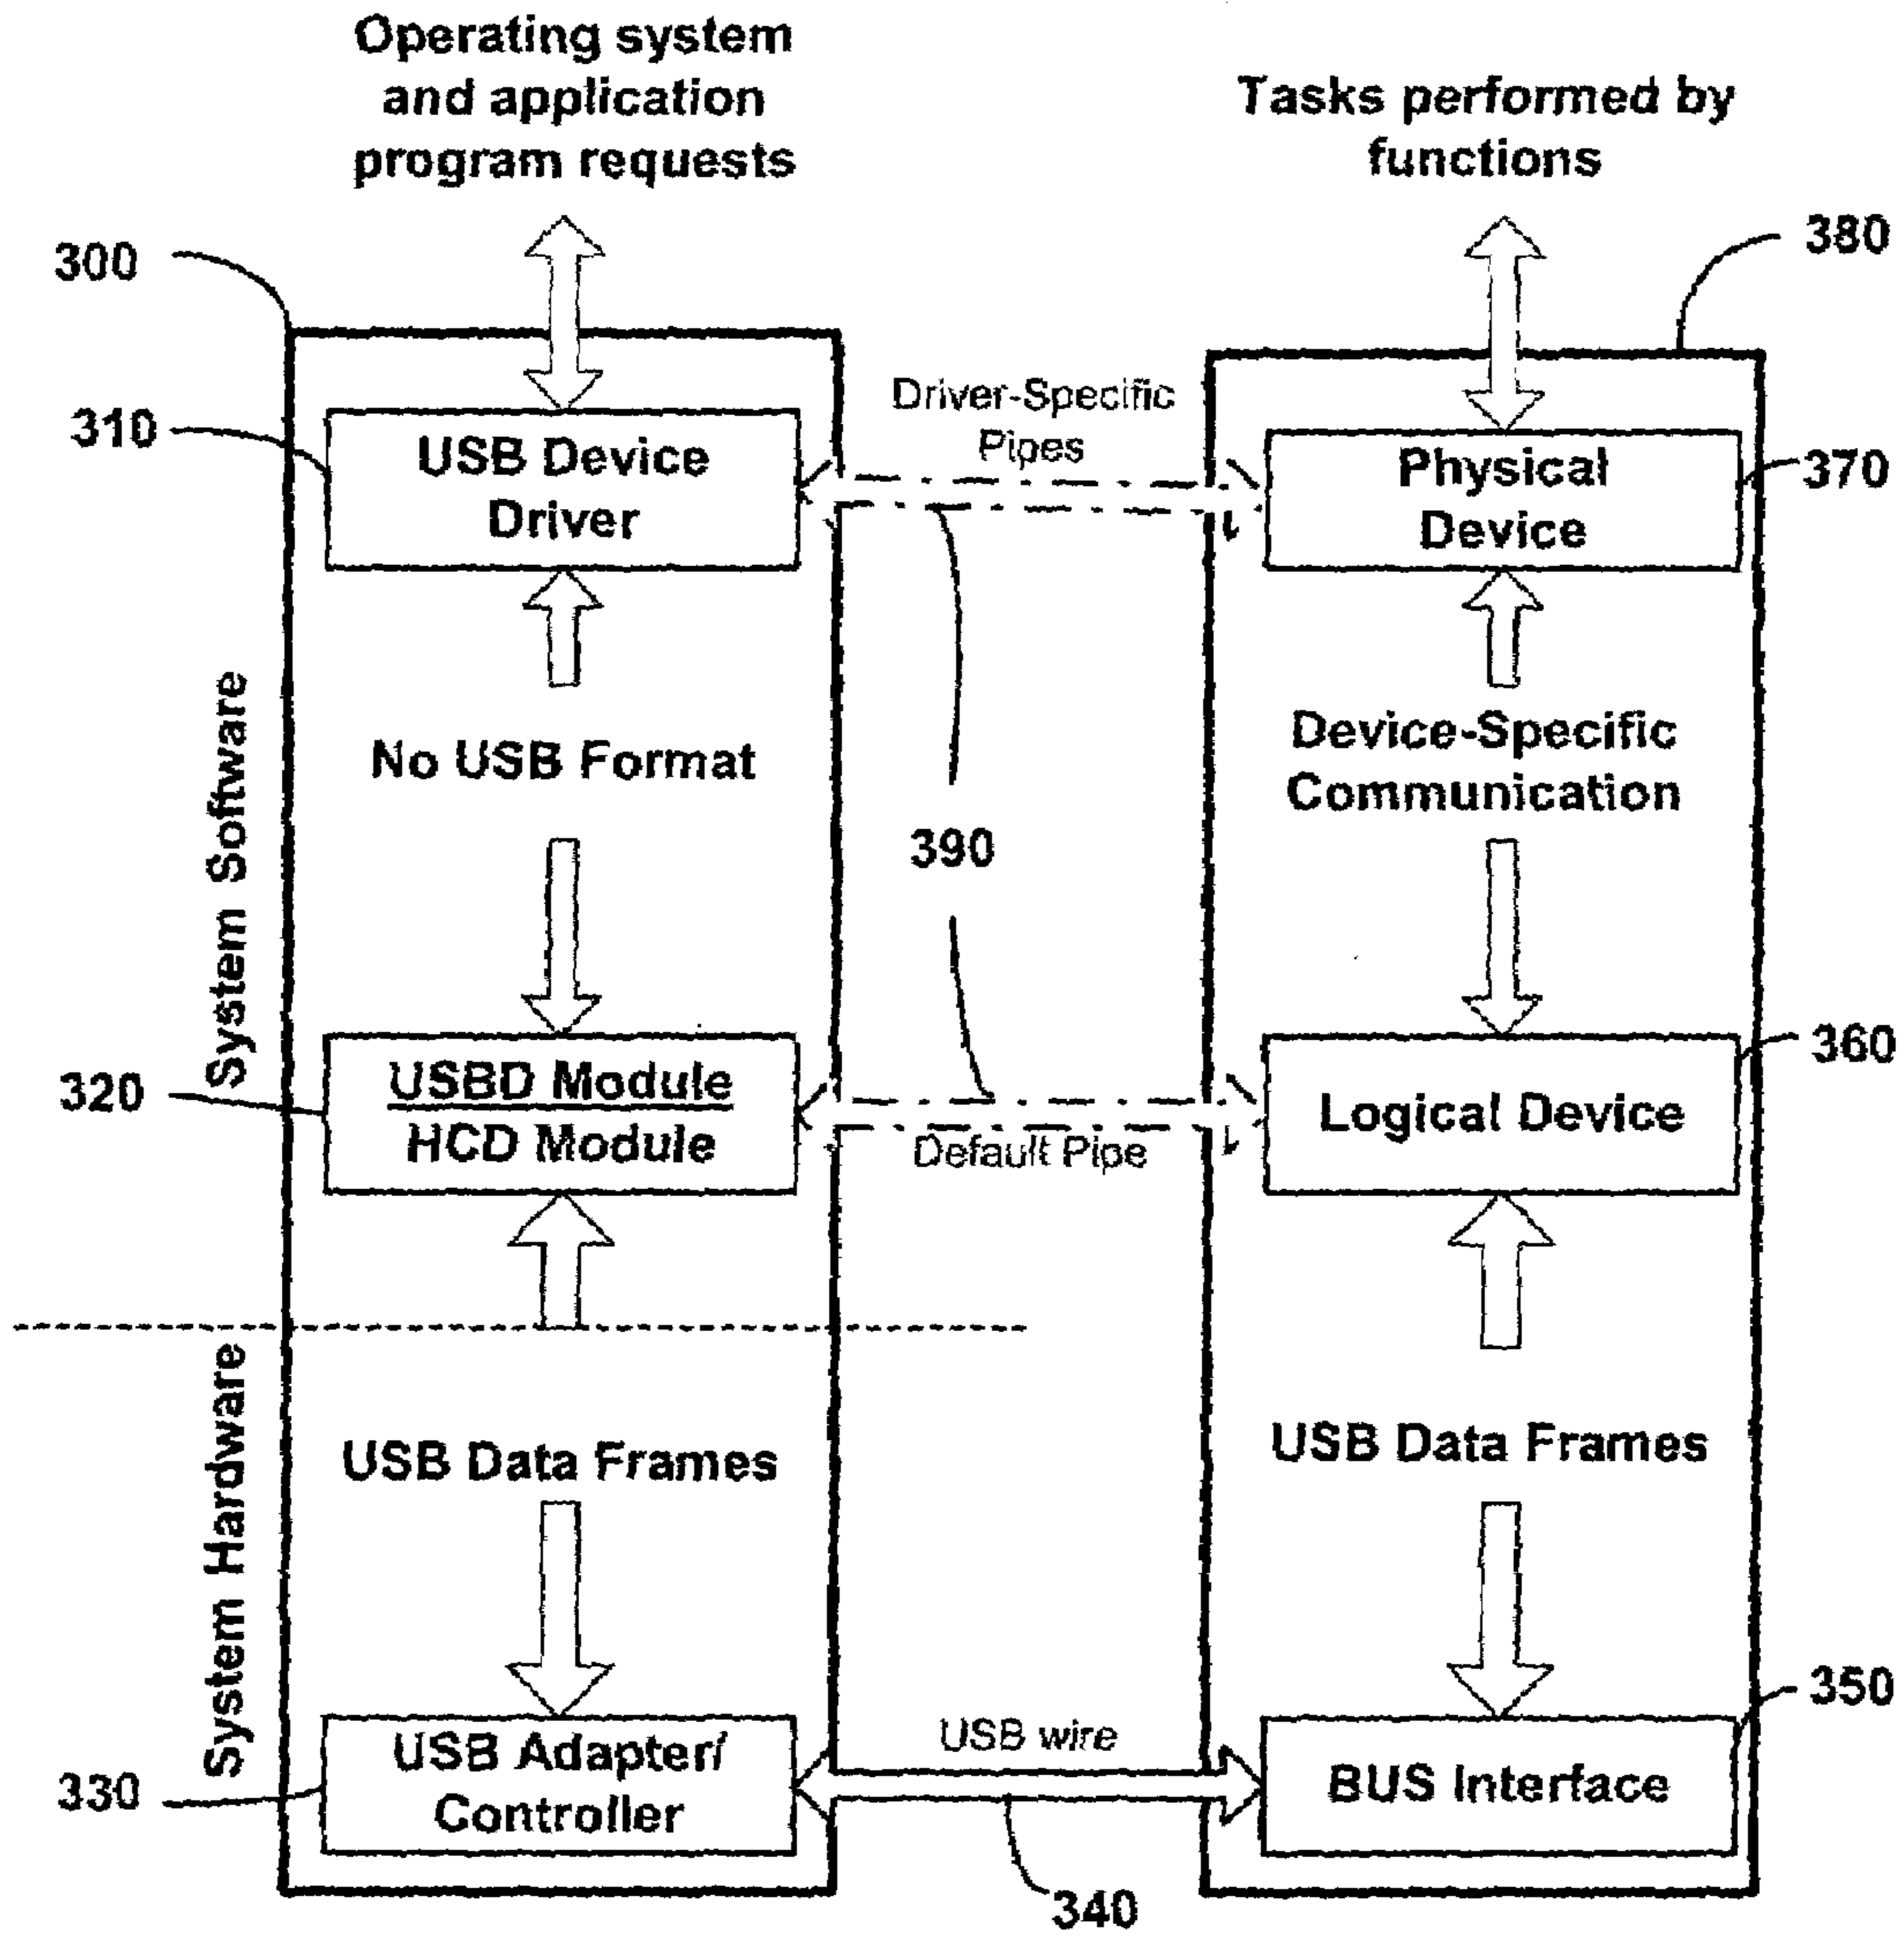 Operating system
and application
program requests
Tasks performed by
functions
300
380
310
USB Device
Driver
Driver-Specific
Pipes
Physical
Device
370
System Software
No USB Format
Device-Specific
Communication
390
320
USBD Module
HCD Module
Default Pipe
Logical Device
360
System Hardware
USB Data Frames
USB Data Frames
330
USB Adapter/
Controller
USB wire
BUS Interface
350
340